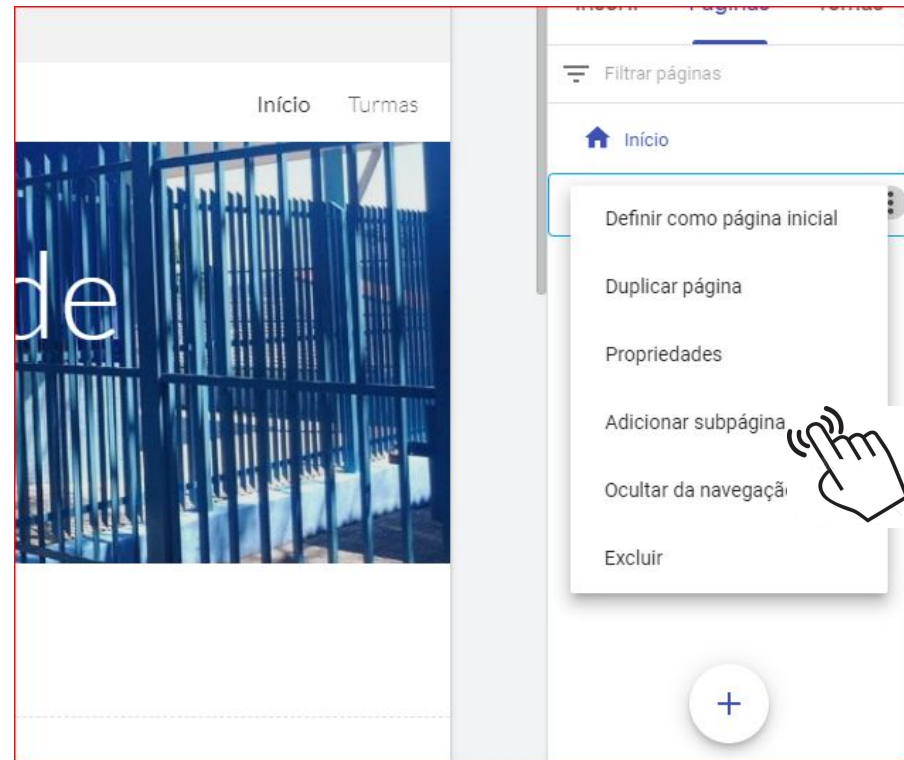 Páginas
Filtrar páginas
Início Turmas
Início
Definir como página inicial
de
Duplicar página
Propriedades
Adicionar subpágina
Ocultar da navegaçã
Excluir
+